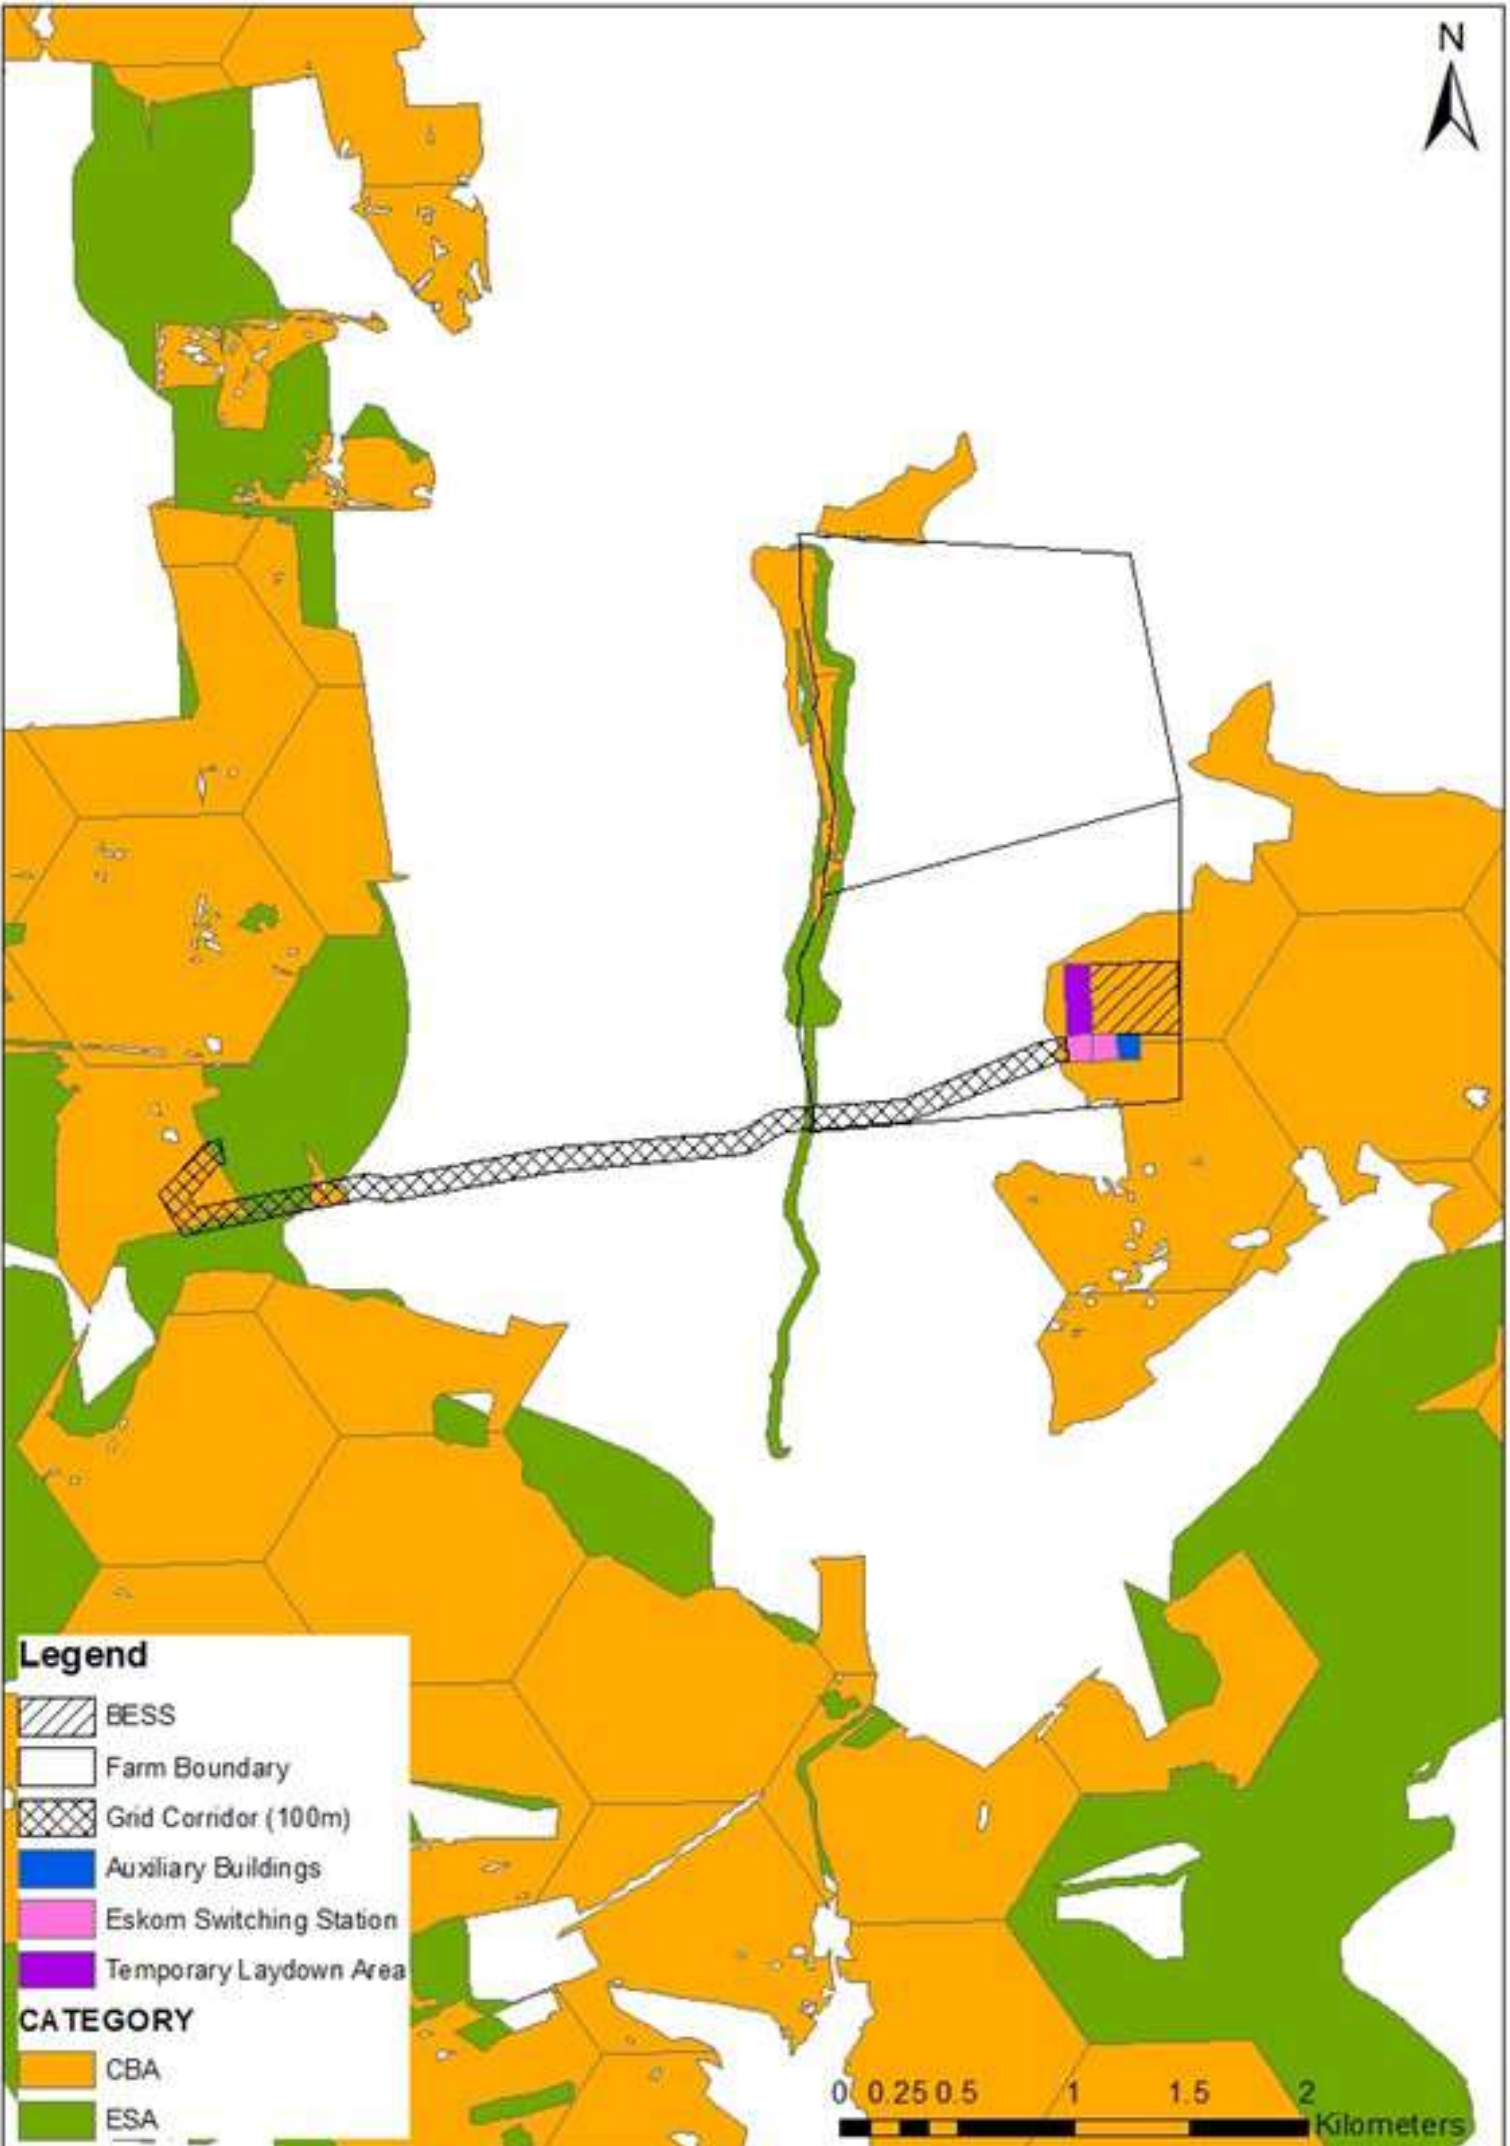 N
Legend
BESS
Farm Boundary
Grid Corridor (100m)
Auxiliary Buildings
Eskom Switching Station
Temporary Laydown Area
CATEGORY
CBA
ESA
0 0.25 0.5 1 1.5 2
Kilometers